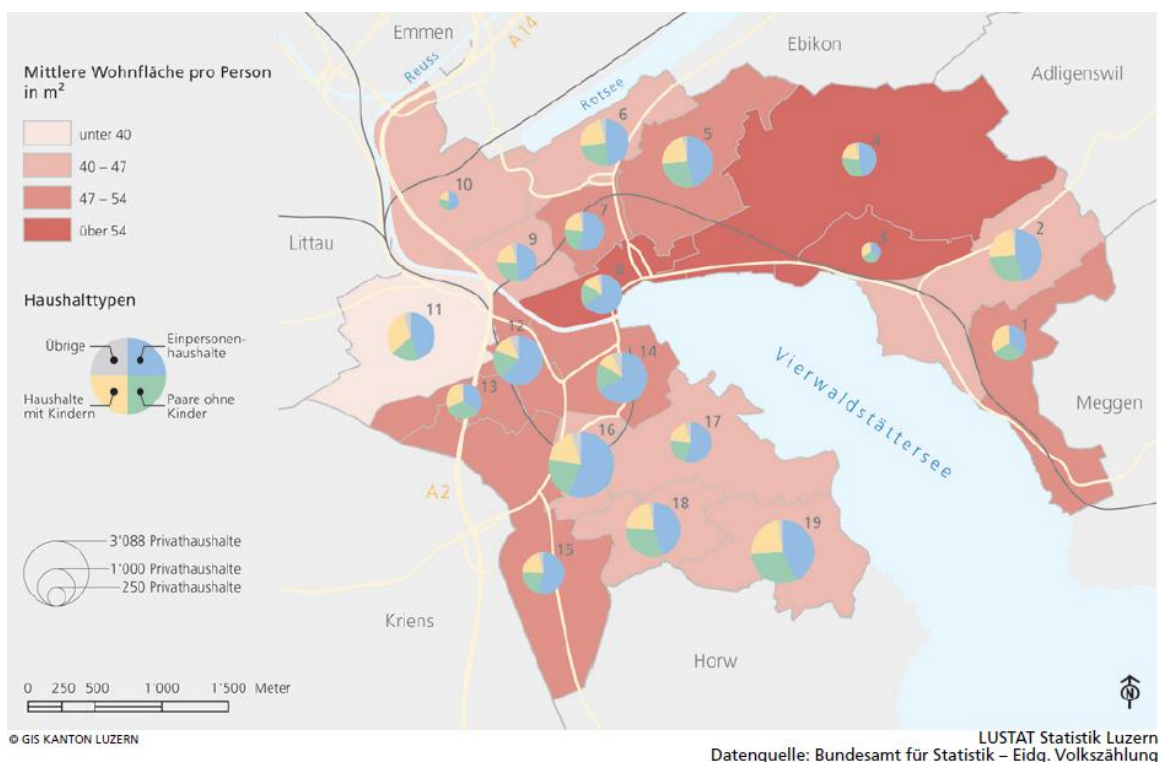 Mittlere Wohnfläche pro Person
in m²
unter 40
40 – 47
47 – 54
über 54
Haushalttypen
Übrige
Einpersonen-
haushalte
Haushalte
mit Kindern
Paare ohne
Kinder
3'088 Privathaushalte
1'000 Privathaushalte
250 Privathaushalte
0 250 500 1'000 1'500 Meter
Emmen
A14
Reuss
Rotsee
Ebikon
Adligenswil
Littau
Meggen
Vierwaldstättersee
A2
Kriens
Horw
6
5
4
10
7
9
3
2
8
11
12
1
14
13
16
17
18
19
15
N
© GIS KANTON LUZERN
LUSTAT Statistik Luzern
Datenquelle: Bundesamt für Statistik – Eidg. Volkszählung